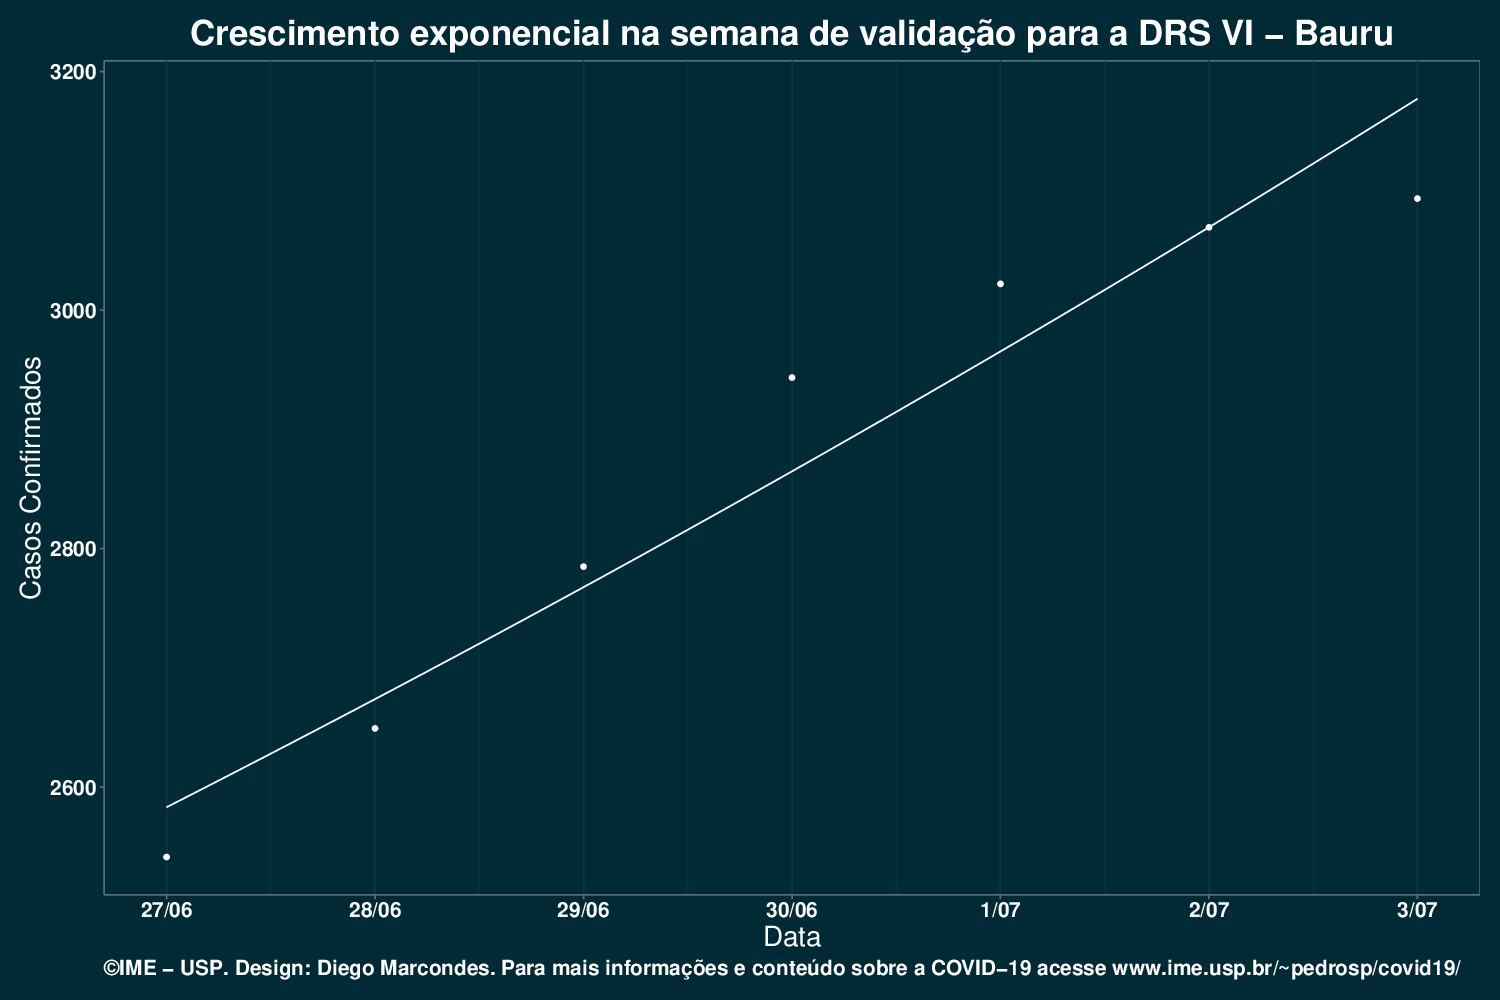 Crescimento exponencial na semana de validação para a DRS VI − Bauru
3200
3000
2800
2600
Casos Confirmados
27/06 28/06 29/06 30/06 1/07 2/07 3/07
Data
©IME − USP. Design: Diego Marcondes. Para mais informações e conteúdo sobre a COVID−19 acesse www.ime.usp.br/~pedrosp/covid19/